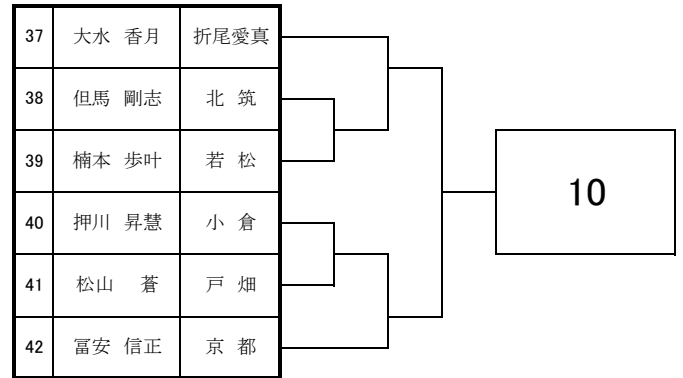 37 大水 香月 折尾愛真
38 但馬 剛志 北 筑
39 楠本 歩叶 若 松
10
40 押川 昇慧 小 倉
41 松山 蒼 戸 畑
42 冨安 信正 京 都